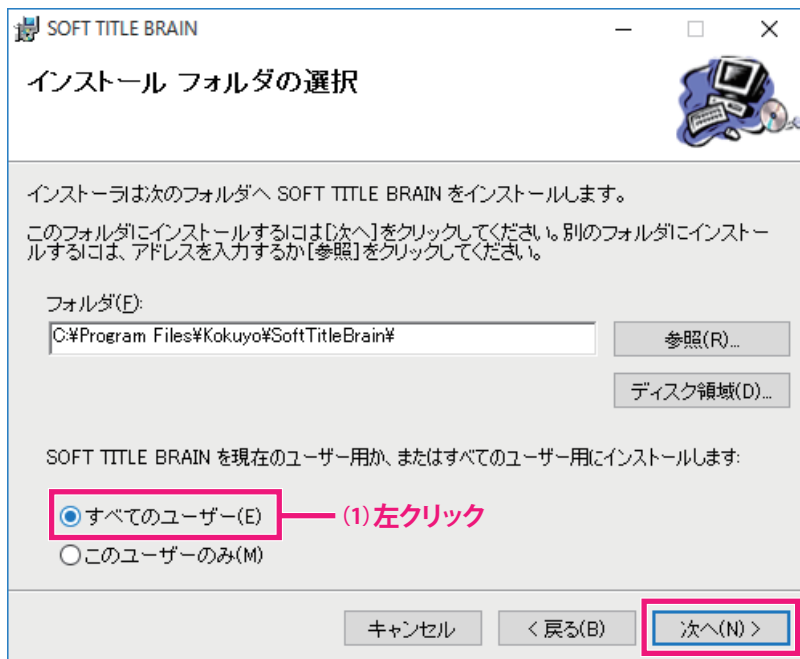 SOFT TITLE BRAIN
インストール フォルダの選択
インストーラは次のフォルダへ SOFT TITLE BRAIN をインストールします。
このフォルダにインストールするには[次へ]をクリックしてください。別のフォルダにインストー
ルするには、アドレスを入力するか[参照]をクリックしてください。
フォルダ(F):
C:¥Program Files¥Kokuyo¥SoftTitleBrain¥
参照(R)...
ディスク領域(D)...
SOFT TITLE BRAIN を現在のユーザー用か、またはすべてのユーザー用にインストールします:
すべてのユーザー(E)
(1)左クリック
このユーザーのみ(M)
キャンセル
< 戻る(B)
次へ(N) >